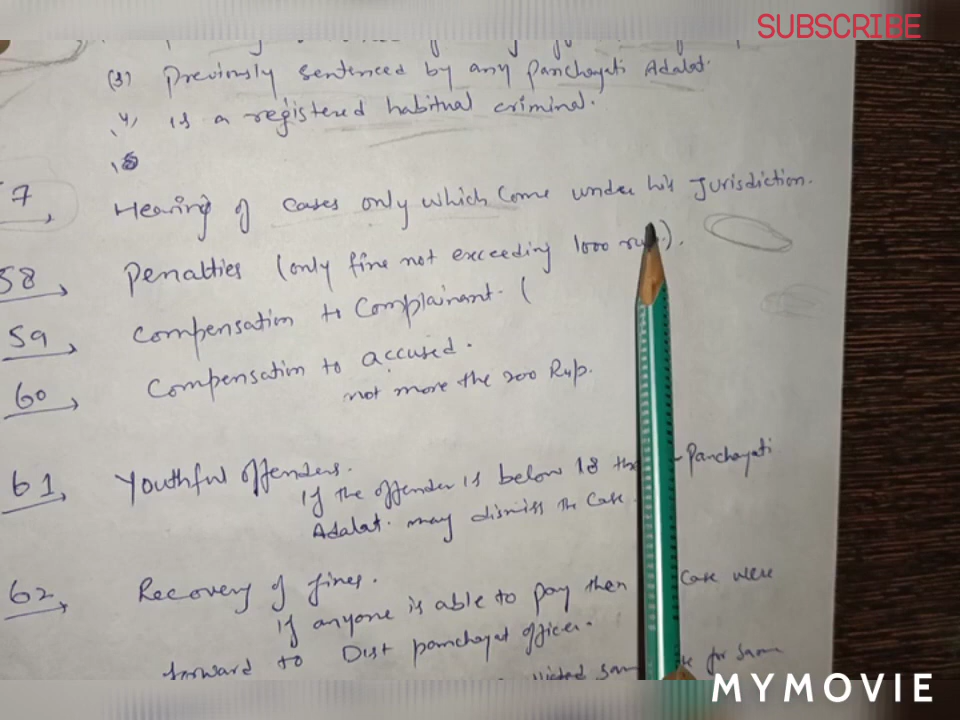 SUBSCRIBE
(3) Previously sentenced by any Panchayati Adalat.
(4) is a registered habitual criminal.
(5
57 Hearing of cases only which come under his Jurisdiction.
58 Penalties (only fine not exceeding 1000 rup.).
59 Compensation to Complainant. (
60 Compensation to accused.
not more the 200 Rup.
61 Youthful offenders.
If the offender is below 18 Panchayati
Adalat. may dismiss the case
62 Recovery of fines.
if anyone is able to pay then case were
forward to Dist panchayat officer.
for same
MYMOVIE